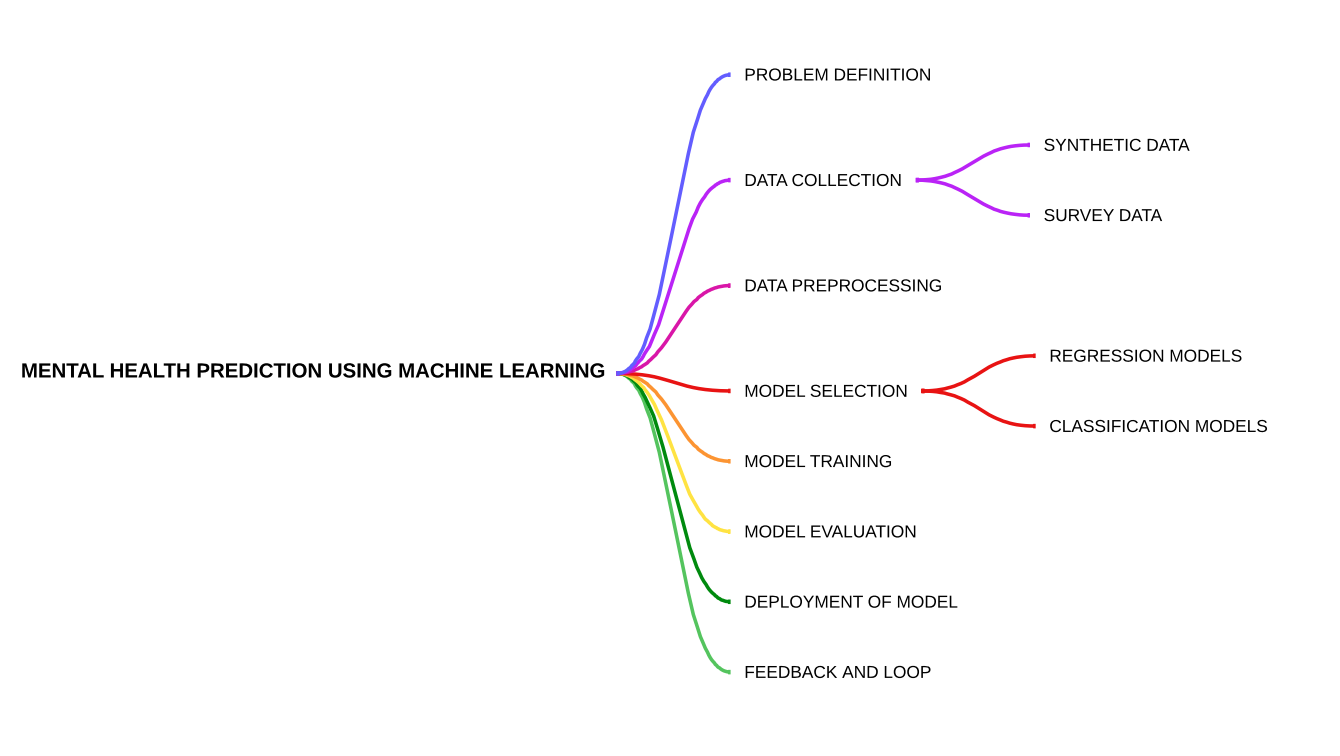 PROBLEM DEFINITION
SYNTHETIC DATA
DATA COLLECTION
SURVEY DATA
DATA PREPROCESSING
REGRESSION MODELS
MENTAL HEALTH PREDICTION USING MACHINE LEARNING
MODEL SELECTION
CLASSIFICATION MODELS
MODEL TRAINING
MODEL EVALUATION
DEPLOYMENT OF MODEL
FEEDBACK AND LOOP